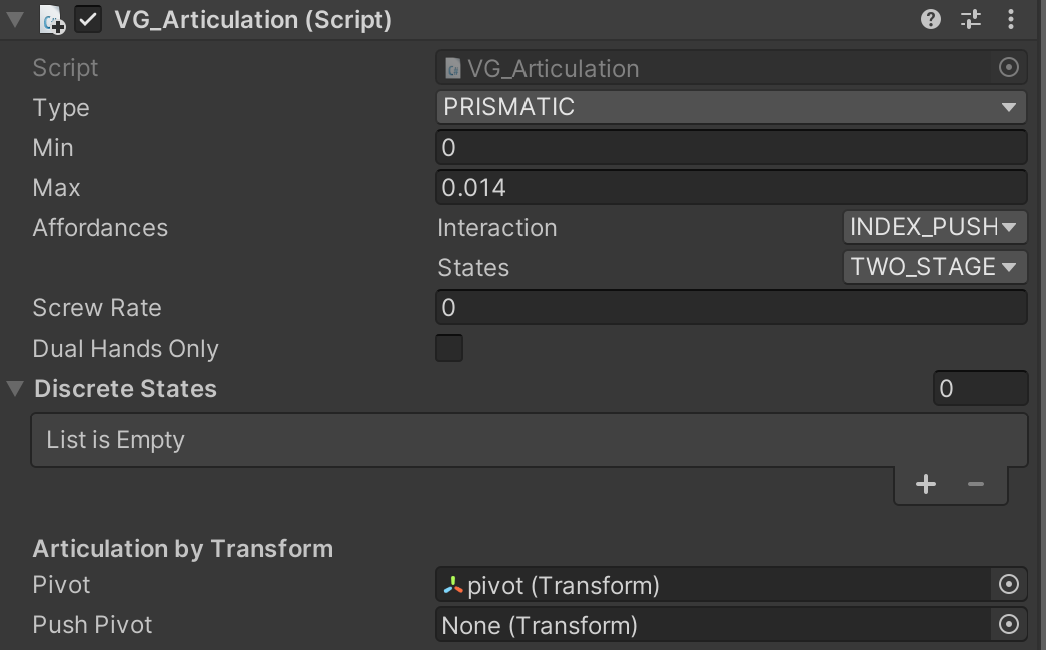 VG_Articulation (Script)
Script VG_Articulation
Type PRISMATIC
Min 0
Max 0.014
Affordances Interaction INDEX_PUSH
States TWO_STAGE
Screw Rate 0
Dual Hands Only
Discrete States 0
List is Empty
Articulation by Transform
Pivot pivot (Transform)
Push Pivot None (Transform)